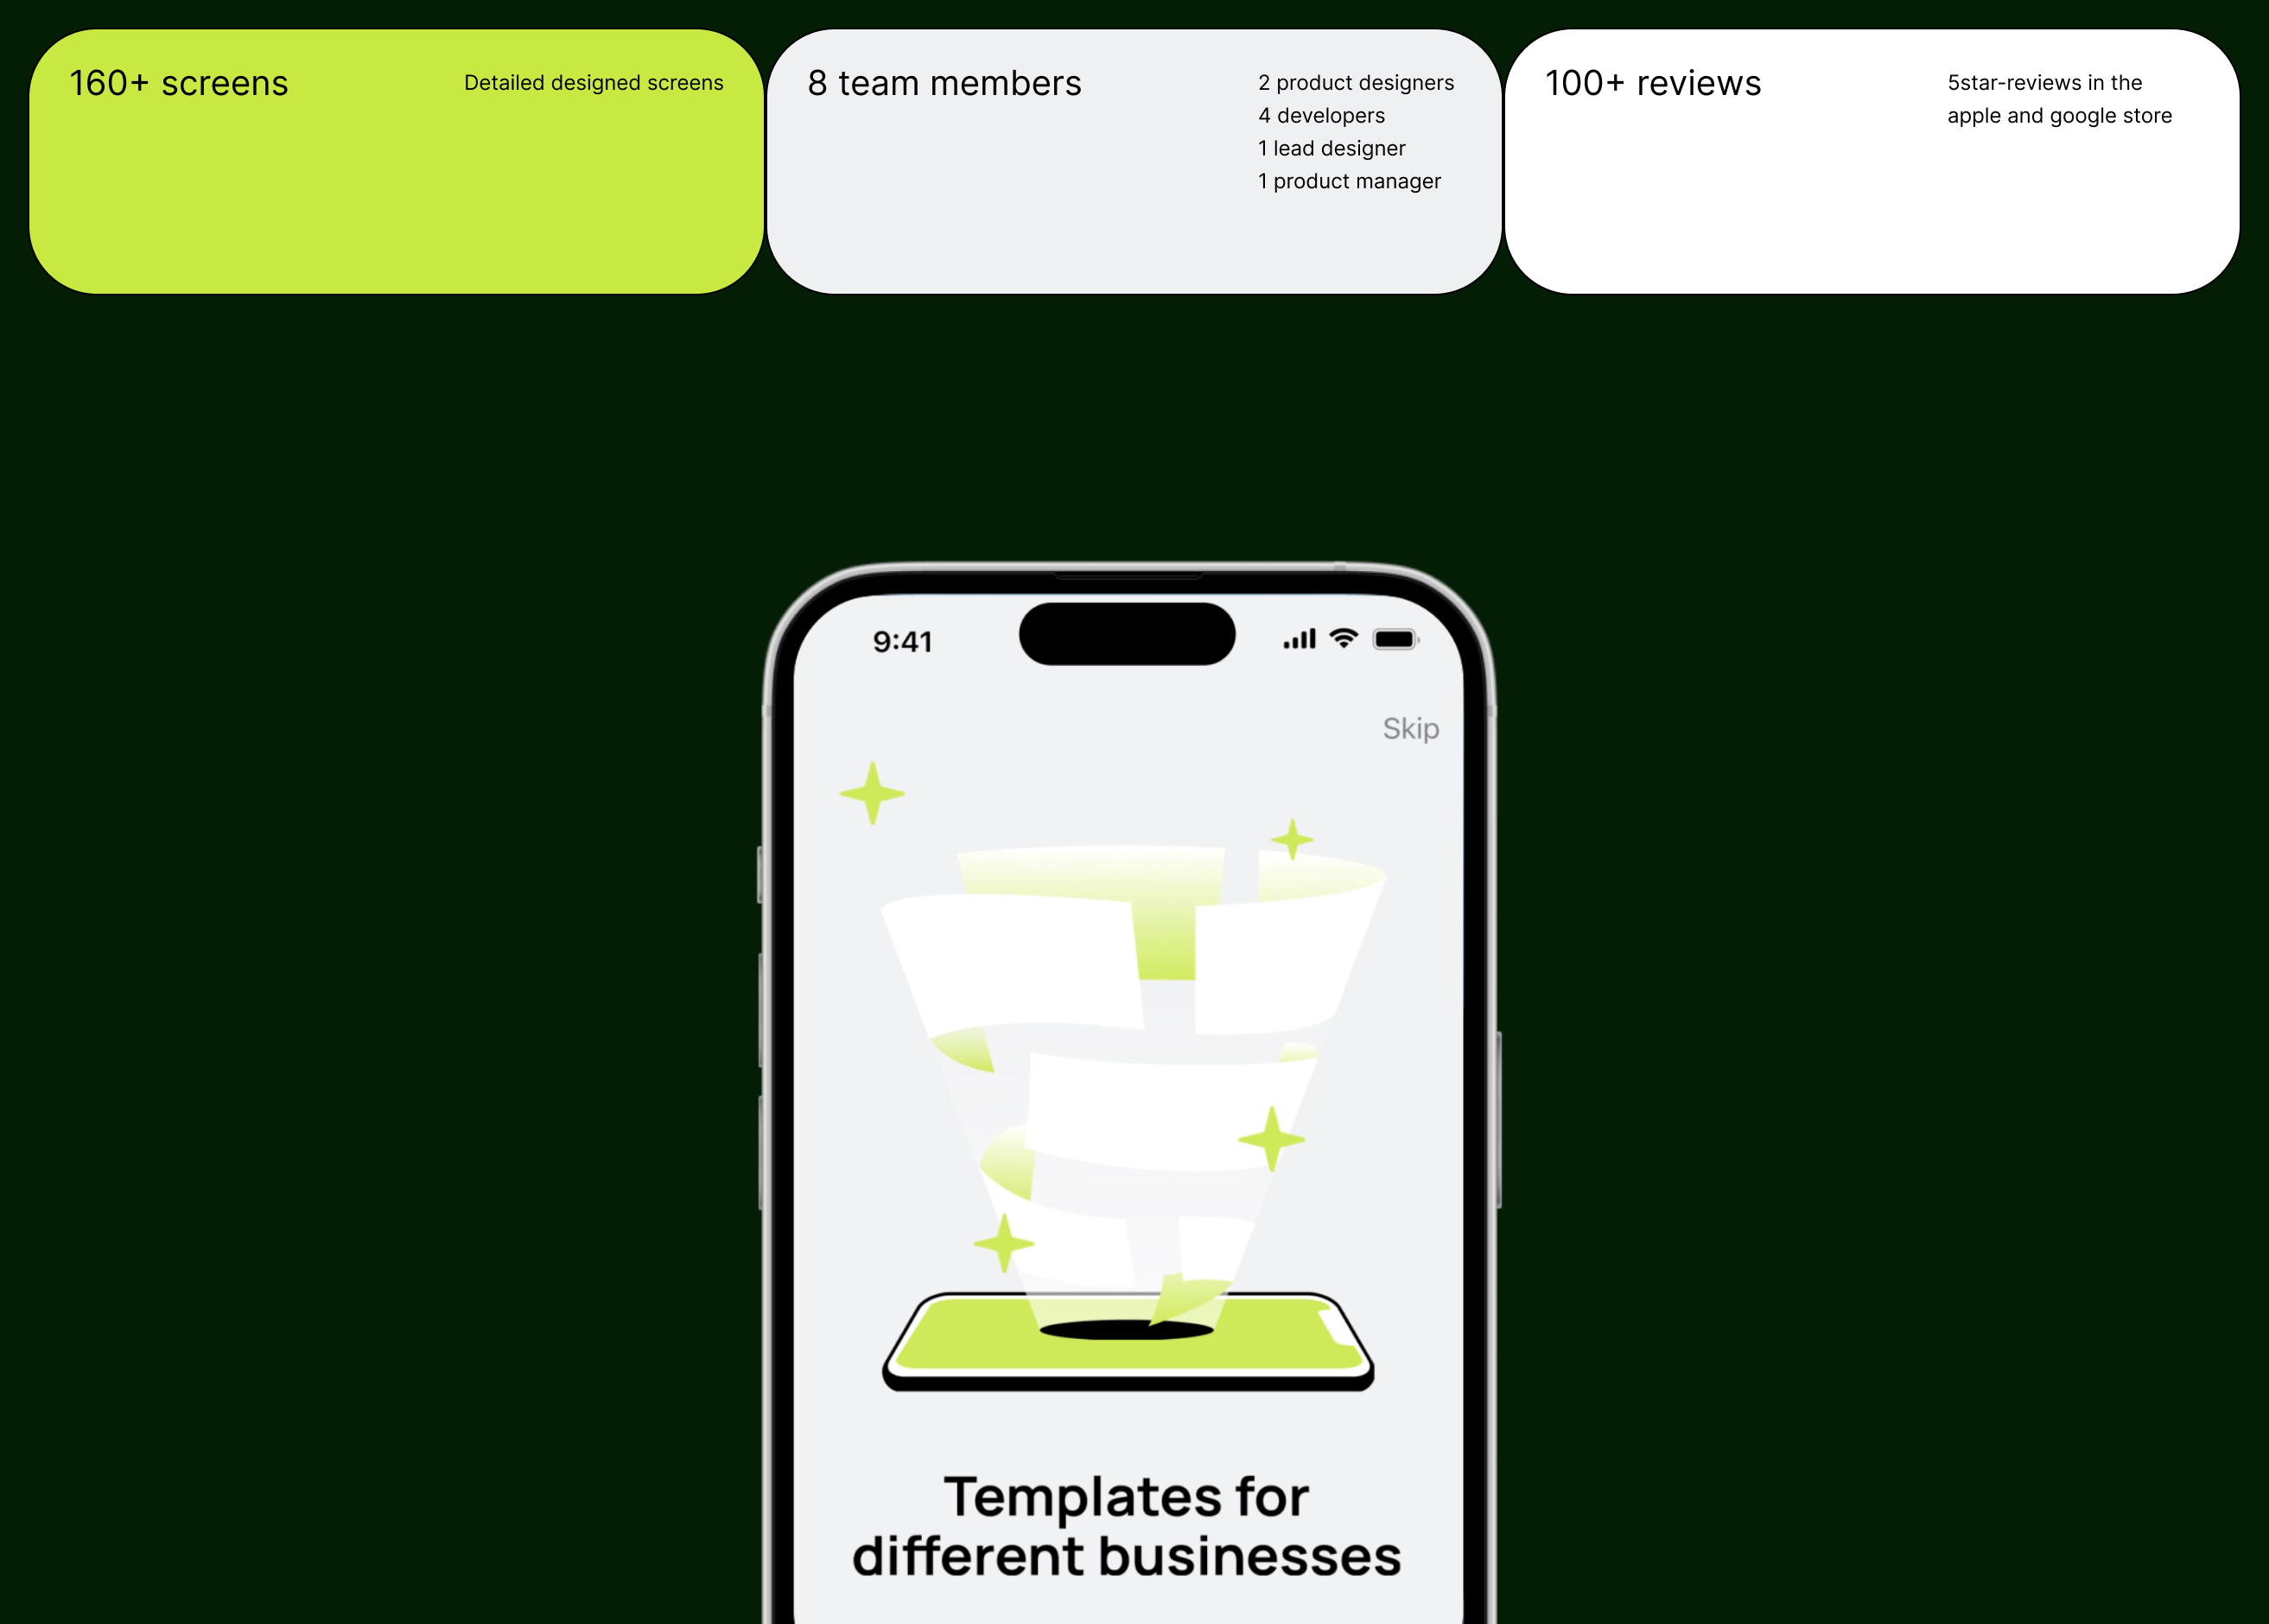 160+ screens
Detailed designed screens
8 team members
2 product designers
4 developers
1 lead designer
1 product manager
100+ reviews
5star-reviews in the
apple and google store
9:41
Skip
Templates for
different businesses